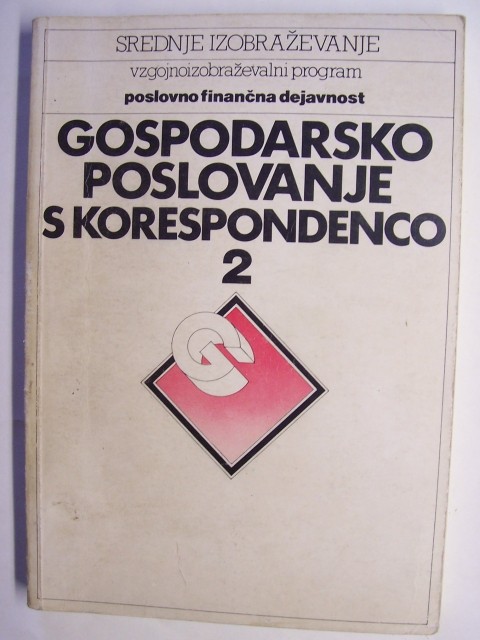 SREDNJE IZOBRAŽEVANJE
vzgojnoizobraževalni program
poslovno finančna dejavnost
GOSPODARSKO
POSLOVANJE
S KORESPONDENCO
2